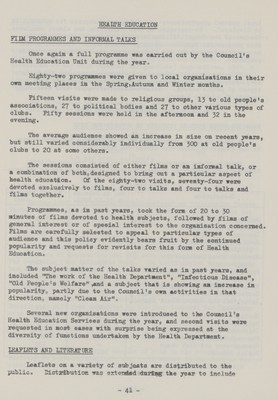 HEALTH EDUCATION
FILM PROGRAMMES AND INFORMAL TALKS
Once again a full programme was carried out by the Council's
Health Education Unit during the year.
Eighty-two programmes were given to local organisations in their
own meeting places in the Spring, Autumn and Winter months.
Fifteen visits were made to religious groups, 13 to old people's
associations, 27 to political bodies and 27 to other various types of
clubs. Fifty sessions were held in the afternoon and 32 in the
evening.
The average audience showed an increase in size on recent years,
but still varied considerably individually from 300 at old people's
clubs to 20 at some others.
The sessions consisted of either films or an informal talk, or
a combination of both, designed to bring out a particular aspect of
health education. Of the eighty-two visits, seventy-four were
devoted exclusively to films, four to talks and four to talks and
films together.
Programmes, as in past years, took the form of 20 to 30
minutes of films devoted to health subjects, followed by films of
general interest or of special interest to the organisation concerned.
Films are carefully selected to appeal to particular types of
audience and this policy evidently bears fruit by the continued
popularity and requests for revisits for this form of Health
Education.
The subject matter of the talks varied as in past years, and
included "The work of the Health Department", "Infectious Disease",
"Old People's Welfare" and a subject that is showing an increase in
popularity, partly due to the Council's own activities in that
direction, namely "Clean Air".
Several new organisations were introduced to the Council's
Health Education Services during the year, and second visits were
requested in most cases with surprise being expressed at the
diversity of functions undertaken by the Health Department.
LEAFLETS AND LITERATURE
Leaflets on a variety of subjects are distributed to the
public. Distribution was extended during the year to include
- 41 -